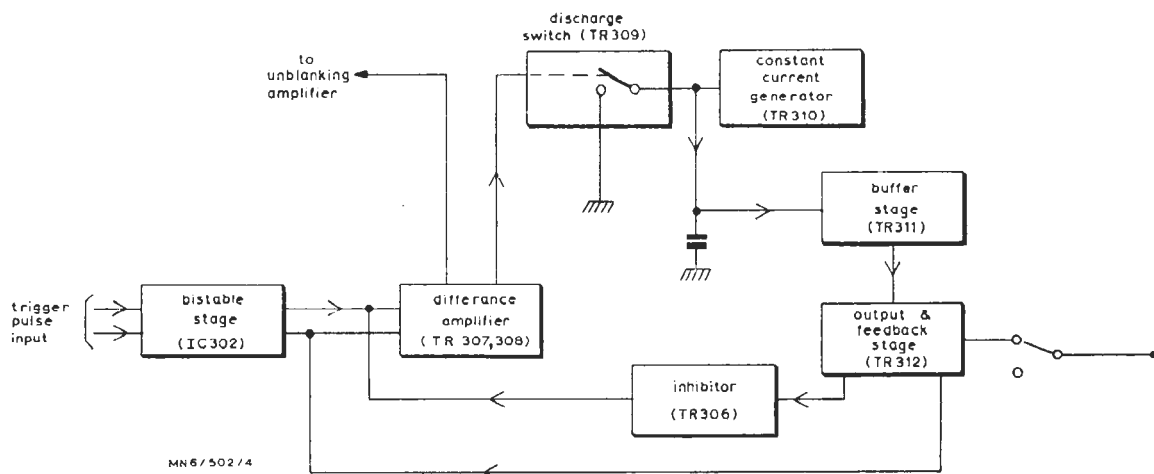 discharge
switch (TR309)
to
unblanking
amplifier
constant
current
generator
(TR310)
buffer
stage
(TR311)
trigger
pulse
input
bistable
stage
(IC302)
differance
amplifier
(TR 307,308)
output &
feedback
stage
(TR312)
inhibitor
(TR306)
MN6/502/4